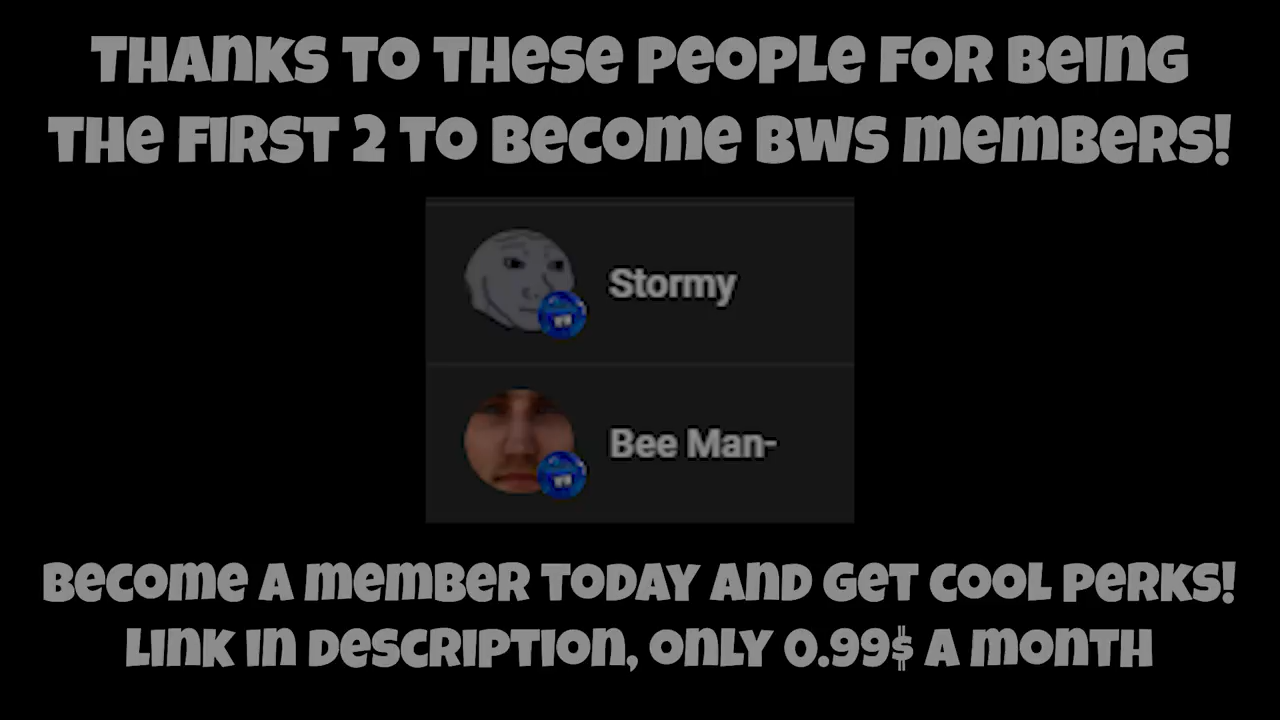 THANKS TO THESE PEOPLE FOR BEING
THE FIRST 2 TO BECOME BWS MEMBERS!
Stormy
Bee Man-
BECOME A MEMBER TODAY AND GET COOL PERKS!
LINK IN DESCRIPTION, ONLY 0.99$ A MONTH